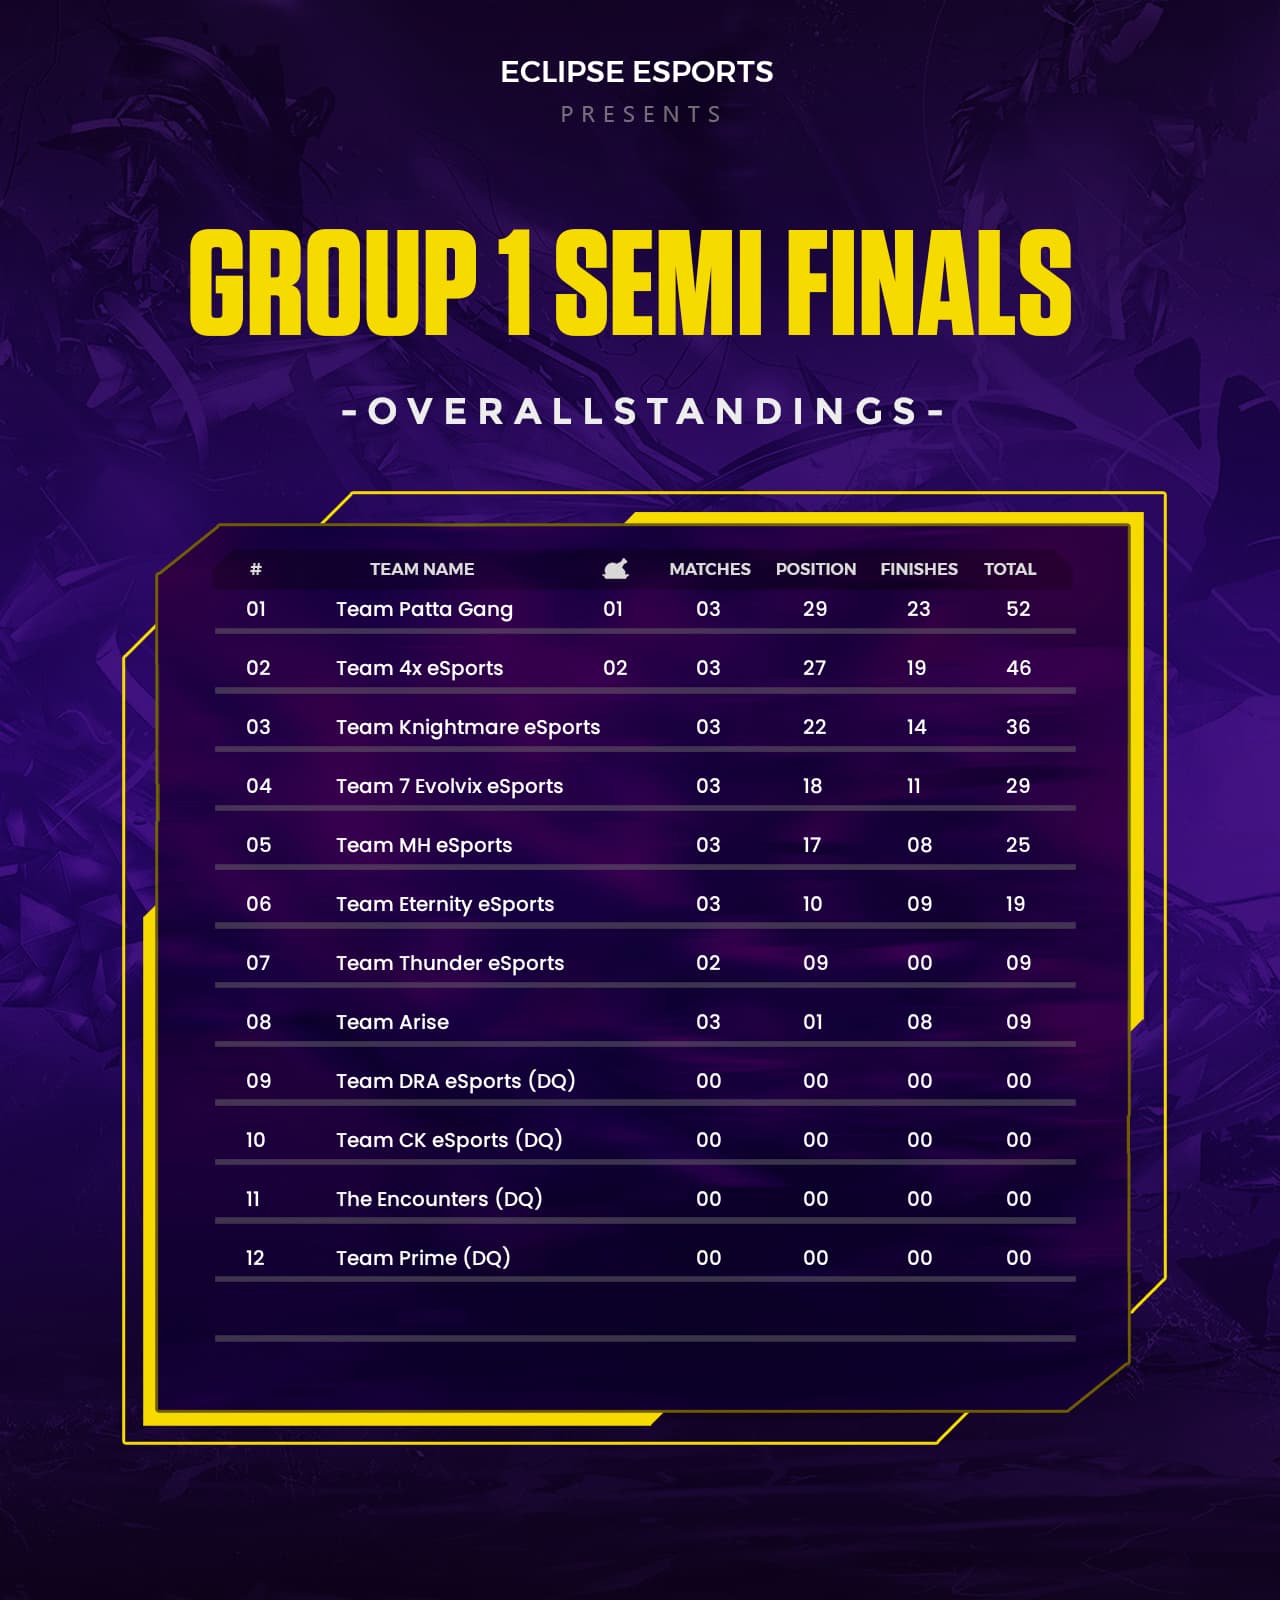 ECLIPSE ESPORTS
PRESENTS
GROUP 1 SEMI FINALS
-OVERALLSTANDINGS-
# TEAM NAME MATCHES POSITION FINISHES TOTAL
01 Team Patta Gang 01 03 29 23 52
02 Team 4x eSports 02 03 27 19 46
03 Team Knightmare eSports 03 22 14 36
04 Team 7 Evolvix eSports 03 18 11 29
05 Team MH eSports 03 17 08 25
06 Team Eternity eSports 03 10 09 19
07 Team Thunder eSports 02 09 00 09
08 Team Arise 03 01 08 09
09 Team DRA eSports (DQ) 00 00 00 00
10 Team CK eSports (DQ) 00 00 00 00
11 The Encounters (DQ) 00 00 00 00
12 Team Prime (DQ) 00 00 00 00